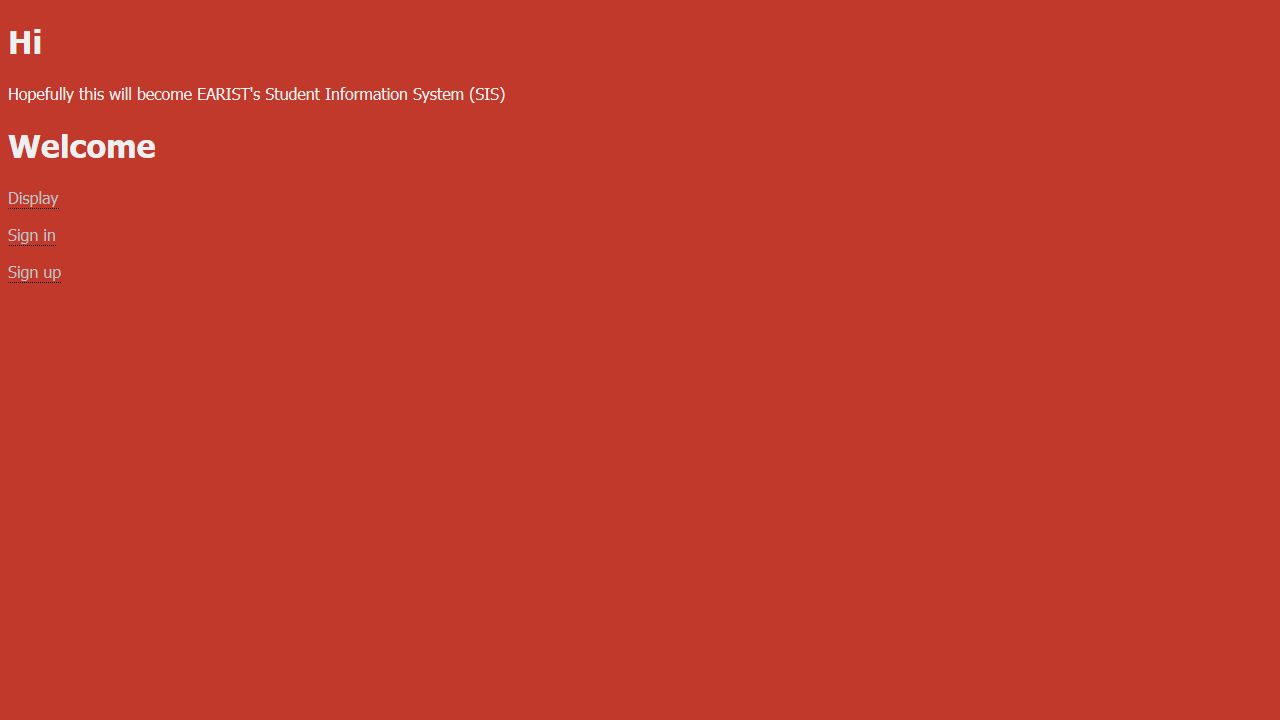 Hi
Hopefully this will become EARIST's Student Information System (SIS)
Welcome
Display
Sign in
Sign up